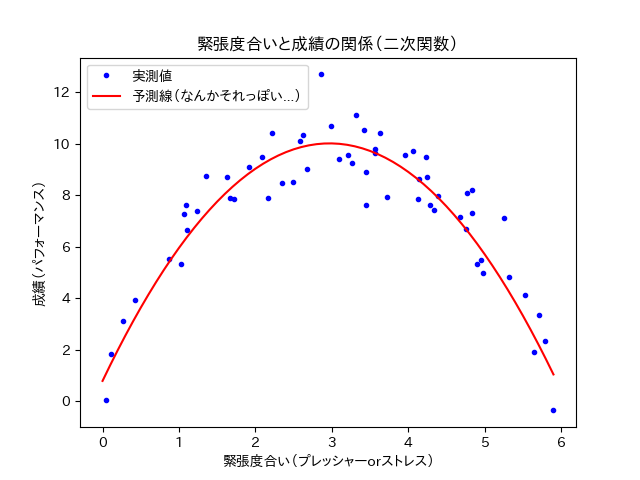 緊張度合いと成績の関係（二次関数）
実測値
予測線（なんかそれっぽい...）
成績（パフォーマンス）
12
10
8
6
4
2
0
0 1 2 3 4 5 6
緊張度合い（プレッシャーorストレス）